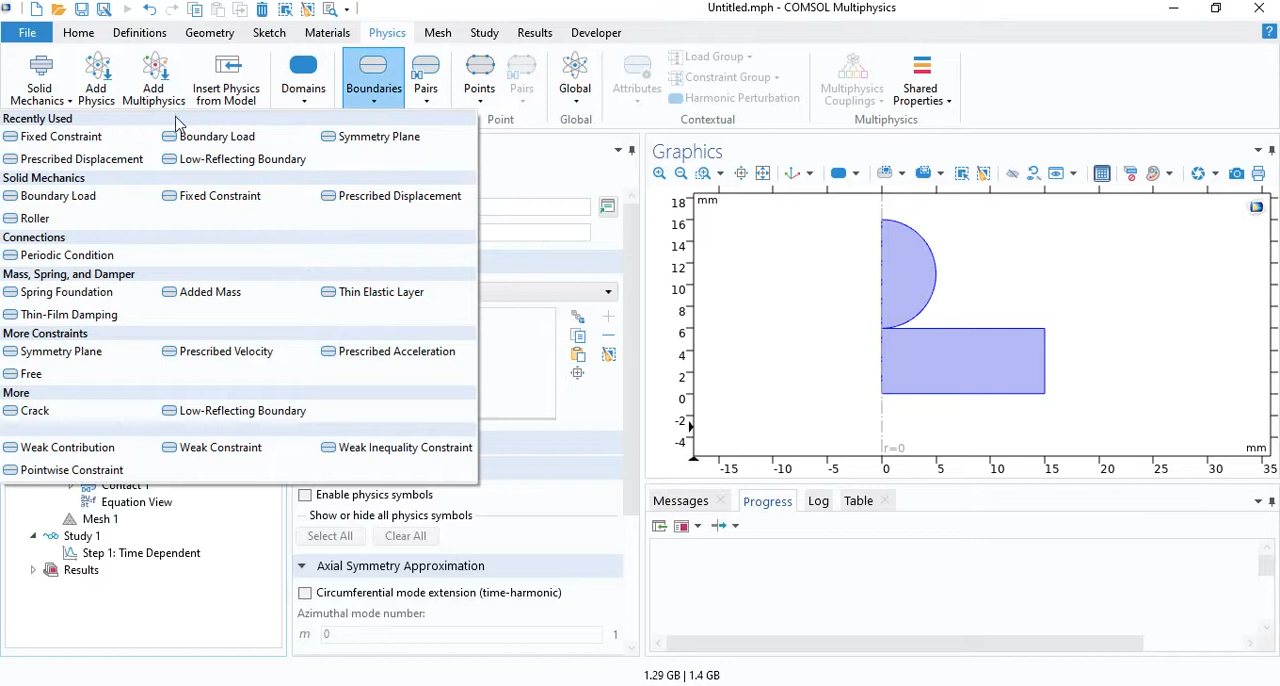 Untitled.mph - COMSOL Multiphysics
File Home Definitions Geometry Sketch Materials Physics Mesh Study Results Developer
Solid Mechanics
Add Physics
Add Multiphysics
Insert Physics from Model
Domains
Boundaries
Pairs
Points
Pairs
Global
Attributes
Load Group
Constraint Group
Harmonic Perturbation
Multiphysics Couplings
Shared Properties
Point Global Contextual Multiphysics
Recently Used
Fixed Constraint Boundary Load Symmetry Plane
Prescribed Displacement Low-Reflecting Boundary
Solid Mechanics
Boundary Load Fixed Constraint Prescribed Displacement
Roller
Connections
Periodic Condition
Mass, Spring, and Damper
Spring Foundation Added Mass Thin Elastic Layer
Thin-Film Damping
More Constraints
Symmetry Plane Prescribed Velocity Prescribed Acceleration
Free
More
Crack Low-Reflecting Boundary
Weak Contribution Weak Constraint Weak Inequality Constraint
Pointwise Constraint
Contact 1
Equation View
Mesh 1
Study 1
Step 1: Time Dependent
Results
Enable physics symbols
Show or hide all physics symbols
Select All Clear All
Axial Symmetry Approximation
Circumferential mode extension (time-harmonic)
Azimuthal mode number:
m 0 1
Graphics
mm
18
16
14
12
10
8
6
4
2
0
-2
-4
r=0
mm
-15 -10 -5 0 5 10 15 20 25 30 35
Messages Progress Log Table
1.29 GB | 1.4 GB